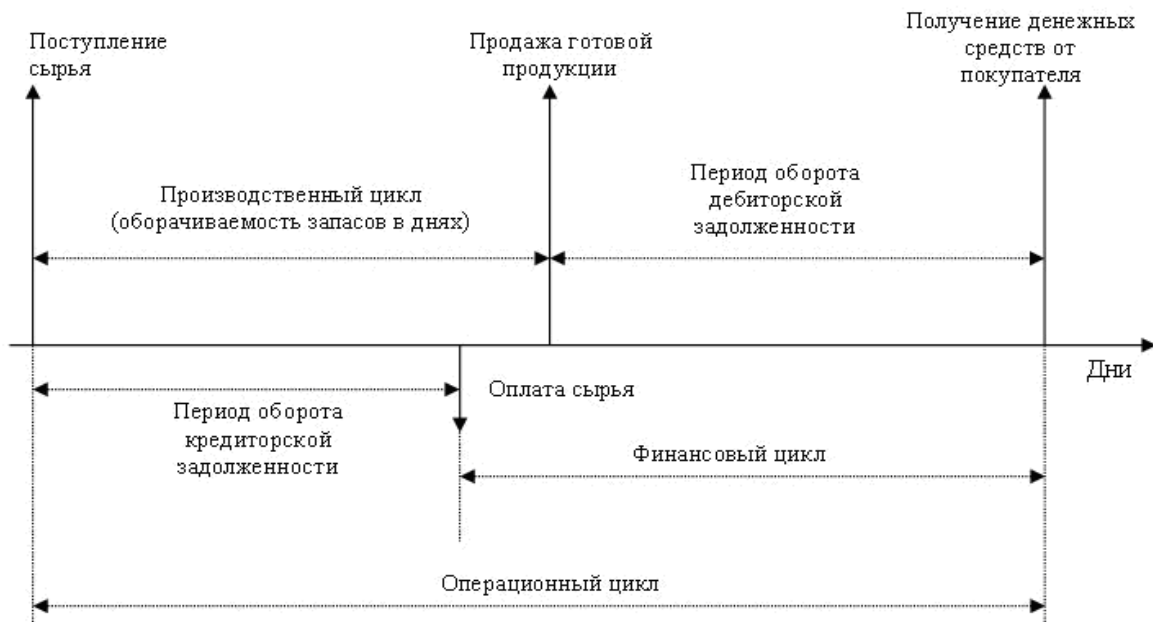 Поступление
сырья
Продажа готовой
продукции
Получение денежных
средств от
покупателя
Производственный цикл
(оборачиваемость запасов в днях)
Период оборота
дебиторской
задолженности
Дни
Оплата сырья
Период оборота
кредиторской
задолженности
Финансовый цикл
Операционный цикл